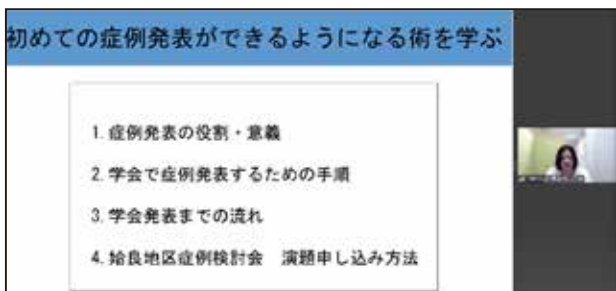 初めての症例発表ができるようになる術を学ぶ
1. 症例発表の役割・意義
2. 学会で症例発表するための手順
3. 学会発表までの流れ
4. 姶良地区症例検討会　演題申し込み方法